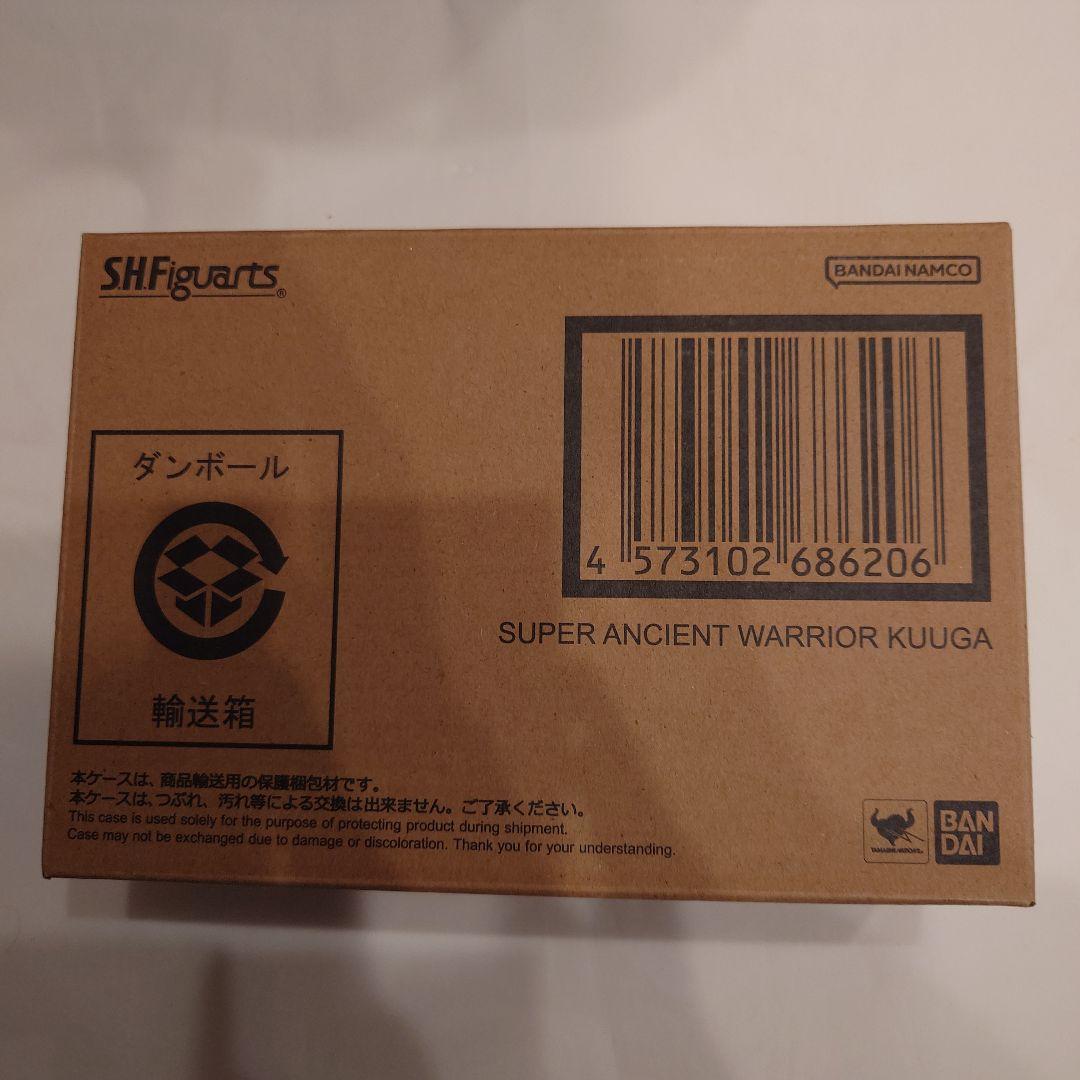 S.H.Figuarts®
BANDAI NAMCO
4 573102 686206
SUPER ANCIENT WARRIOR KUUGA
ダンボール
輸送箱
本ケースは、商品輸送用の保護梱包材です。
本ケースは、つぶれ、汚れ等による交換は出来ません。ご了承ください。
This case is used solely for the purpose of protecting product during shipment.
Case may not be exchanged due to damage or discoloration. Thank you for your understanding.
TAMASHII NATIONS
BAN
DAI